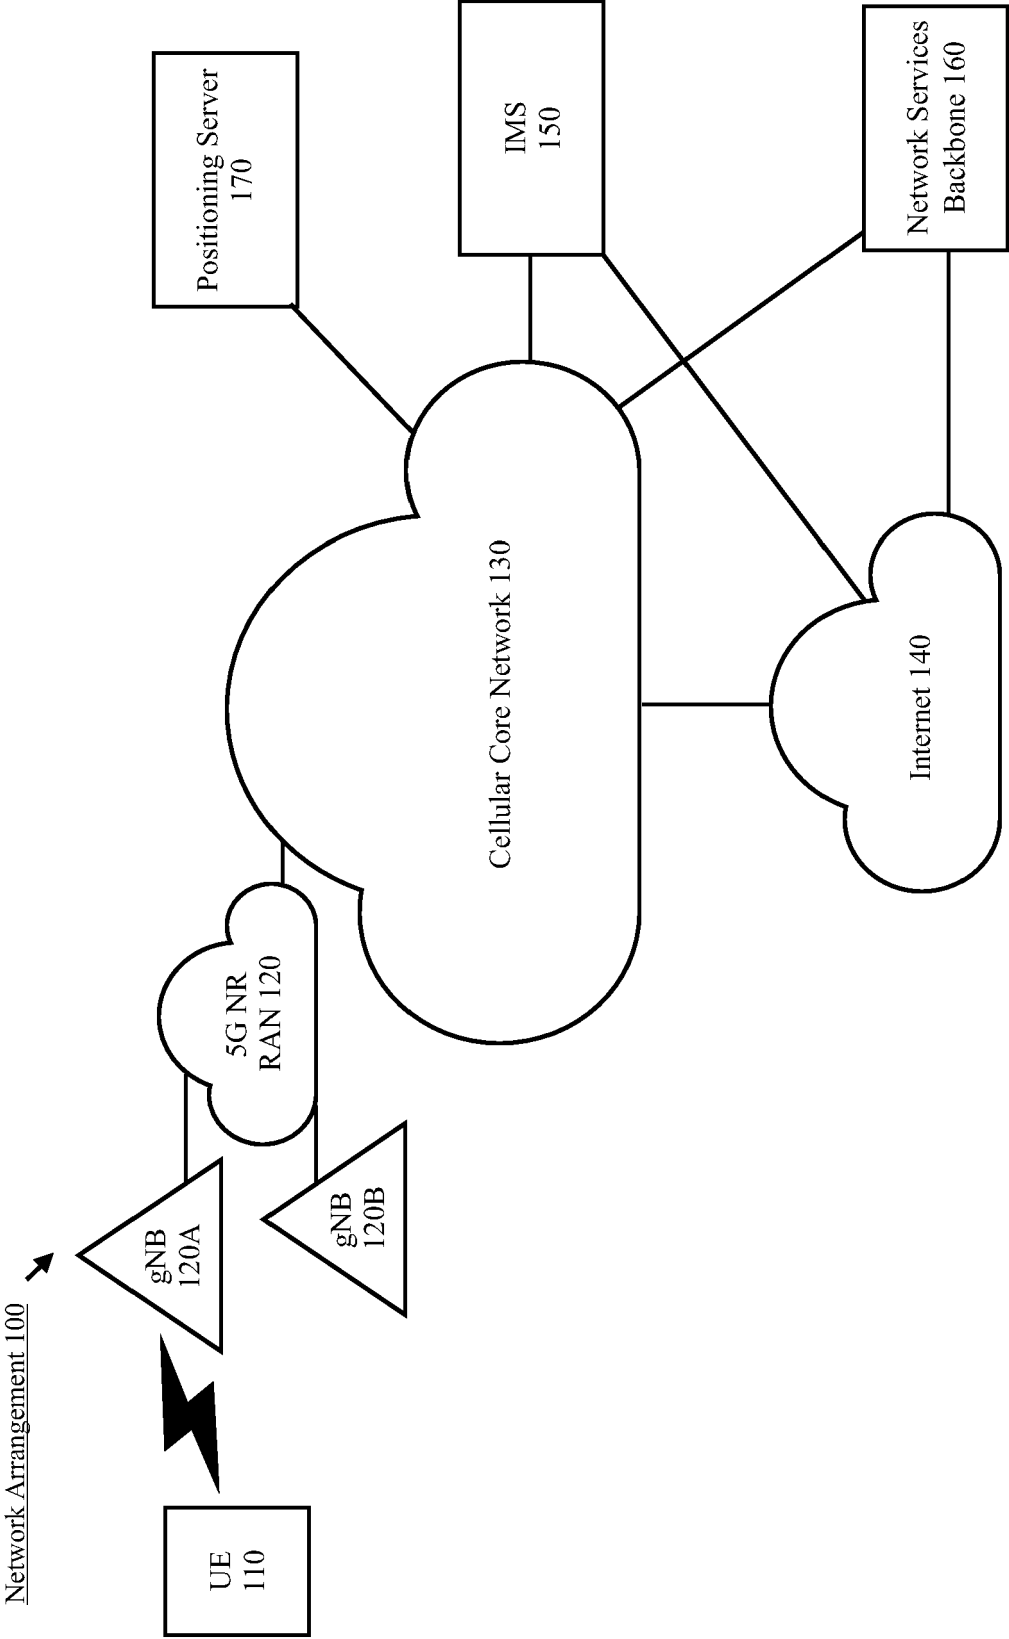 Network Arrangement 100
UE
110
gNB
120A
gNB
120B
5G NR
RAN 120
Cellular Core Network 130
Internet 140
Positioning Server
170
IMS
150
Network Services
Backbone 160